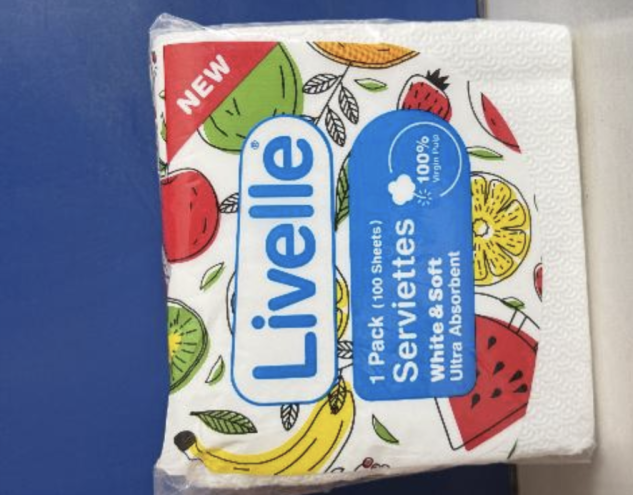 NEW
Livelle®
1 Pack (100 Sheets)
Serviettes
White & Soft
Ultra Absorbent
100%
Virgin Pulp